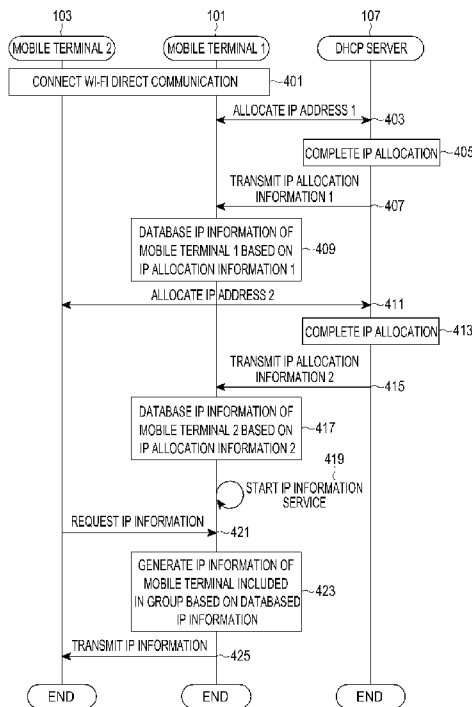 103
101
107
MOBILE TERMINAL 2
MOBILE TERMINAL 1
DHCP SERVER
CONNECT WI-FI DIRECT COMMUNICATION
401
ALLOCATE IP ADDRESS 1
403
COMPLETE IP ALLOCATION
405
TRANSMIT IP ALLOCATION
INFORMATION 1
407
DATABASE IP INFORMATION OF
MOBILE TERMINAL 1 BASED ON
IP ALLOCATION INFORMATION 1
409
ALLOCATE IP ADDRESS 2
411
COMPLETE IP ALLOCATION
413
TRANSMIT IP ALLOCATION
INFORMATION 2
415
DATABASE IP INFORMATION OF
MOBILE TERMINAL 2 BASED ON
IP ALLOCATION INFORMATION 2
417
419
START IP INFORMATION
SERVICE
REQUEST IP INFORMATION
421
GENERATE IP INFORMATION OF
MOBILE TERMINAL INCLUDED
IN GROUP BASED ON DATABASED
IP INFORMATION
423
TRANSMIT IP INFORMATION
425
END
END
END